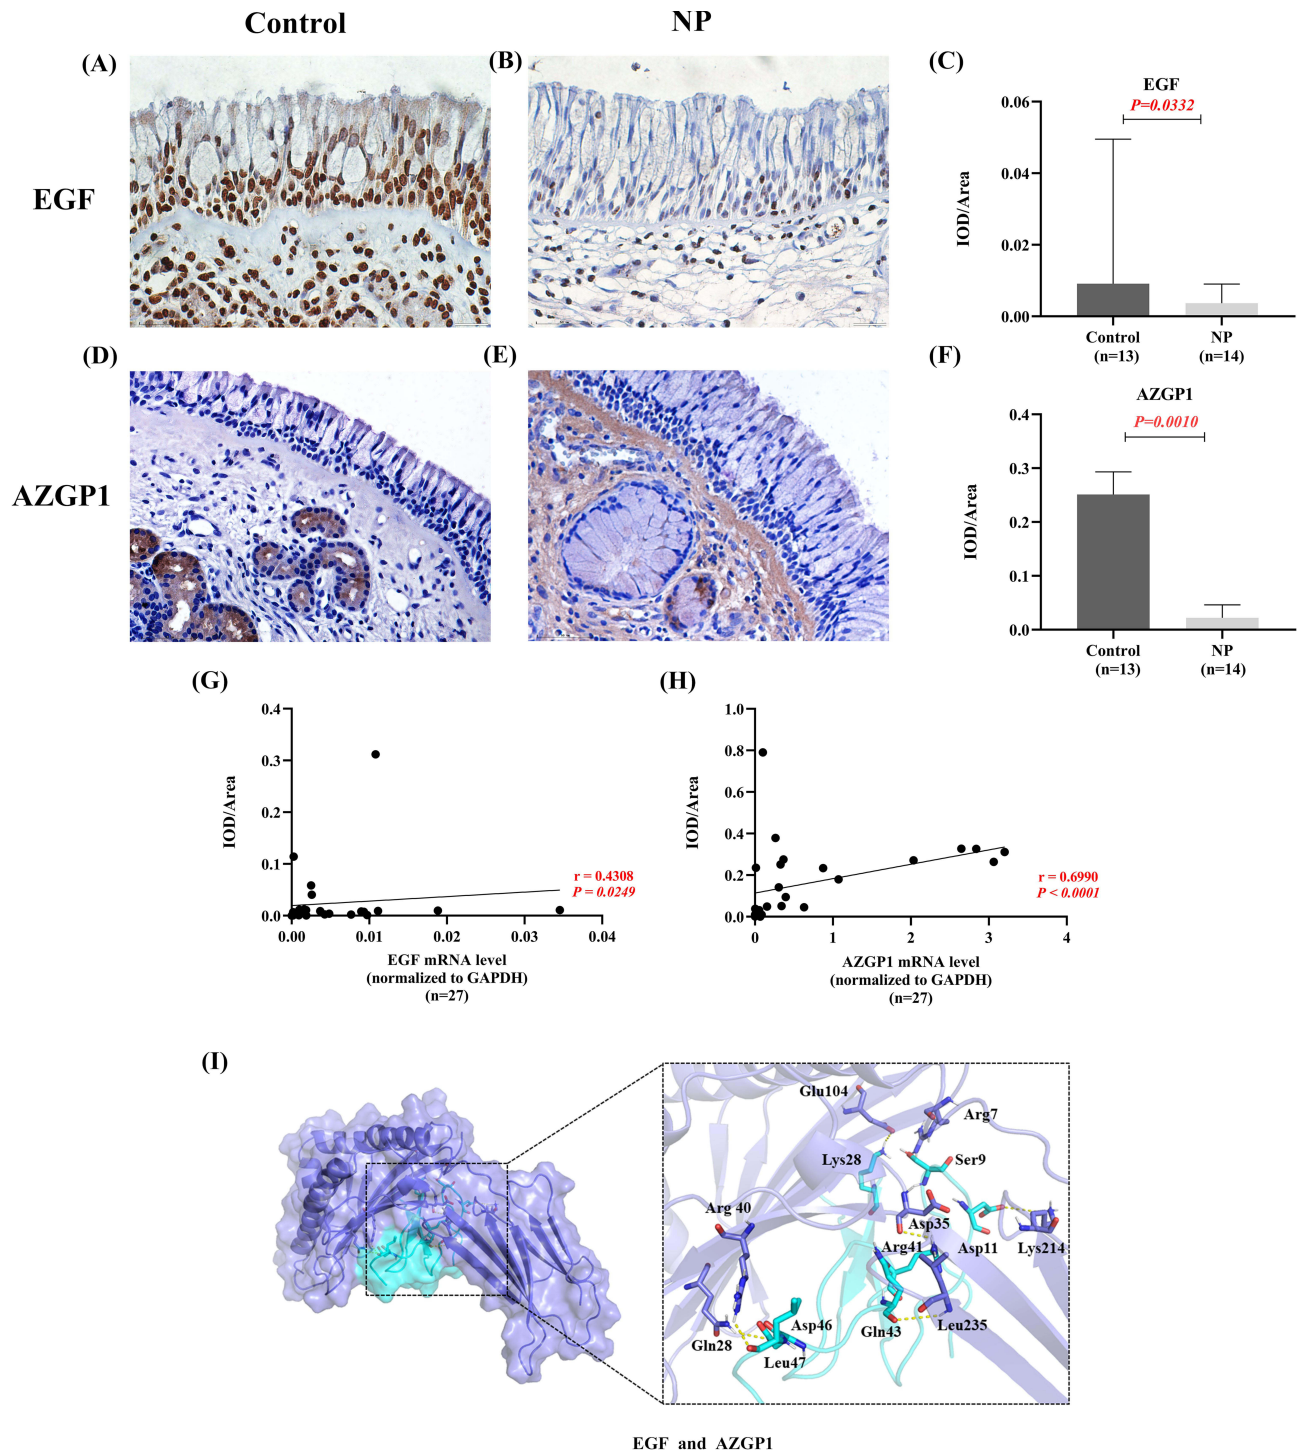 Control
NP
(A)
(B)
(C)
EGF
EGF
P=0.0332
IOD/Area
0.06
0.04
0.02
0.00
Control
(n=13)
NP
(n=14)
(D)
(E)
(F)
AZGP1
AZGP1
P=0.0010
IOD/Area
0.4
0.3
0.2
0.1
0.0
Control
(n=13)
NP
(n=14)
(G)
IOD/Area
0.4
0.3
0.2
0.1
0.0
r = 0.4308
P = 0.0249
0.00 0.01 0.02 0.03 0.04
EGF mRNA level
(normalized to GAPDH)
(n=27)
(H)
IOD/Area
1.0
0.8
0.6
0.4
0.2
0.0
r = 0.6990
P < 0.0001
0 1 2 3 4
AZGP1 mRNA level
(normalized to GAPDH)
(n=27)
(I)
Glu104
Arg7
Lys28
Ser9
Arg 40
Asp35
Arg41
Asp11
Lys214
Asp46
Gln43
Leu235
Gln28
Leu47
EGF and AZGP1